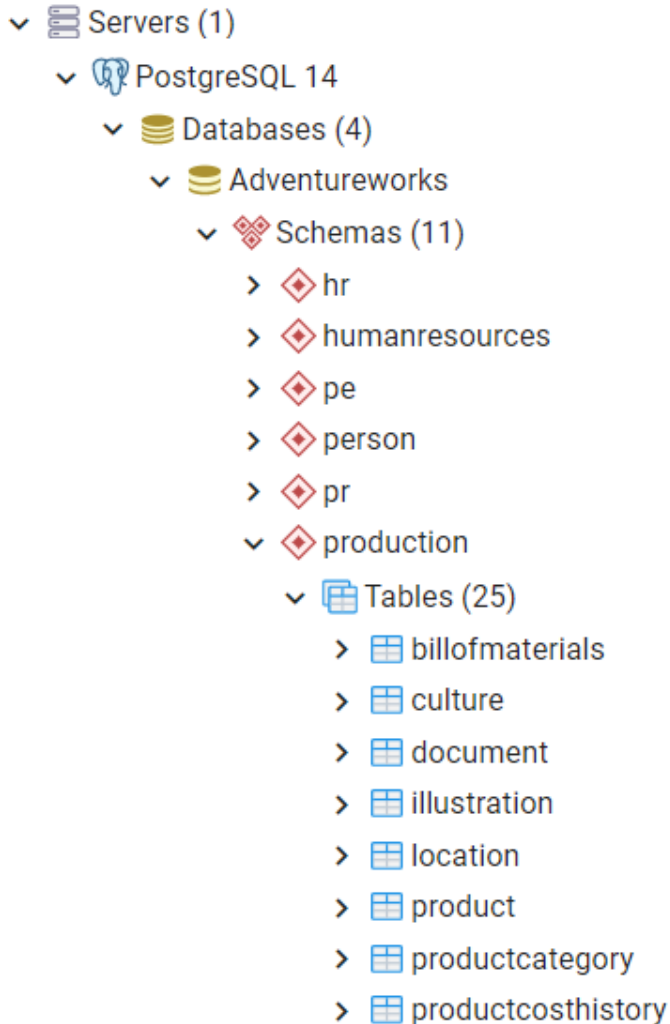 Servers (1)
PostgreSQL 14
Databases (4)
Adventureworks
Schemas (11)
hr
humanresources
pe
person
pr
production
Tables (25)
billofmaterials
culture
document
illustration
location
product
productcategory
productcosthistory